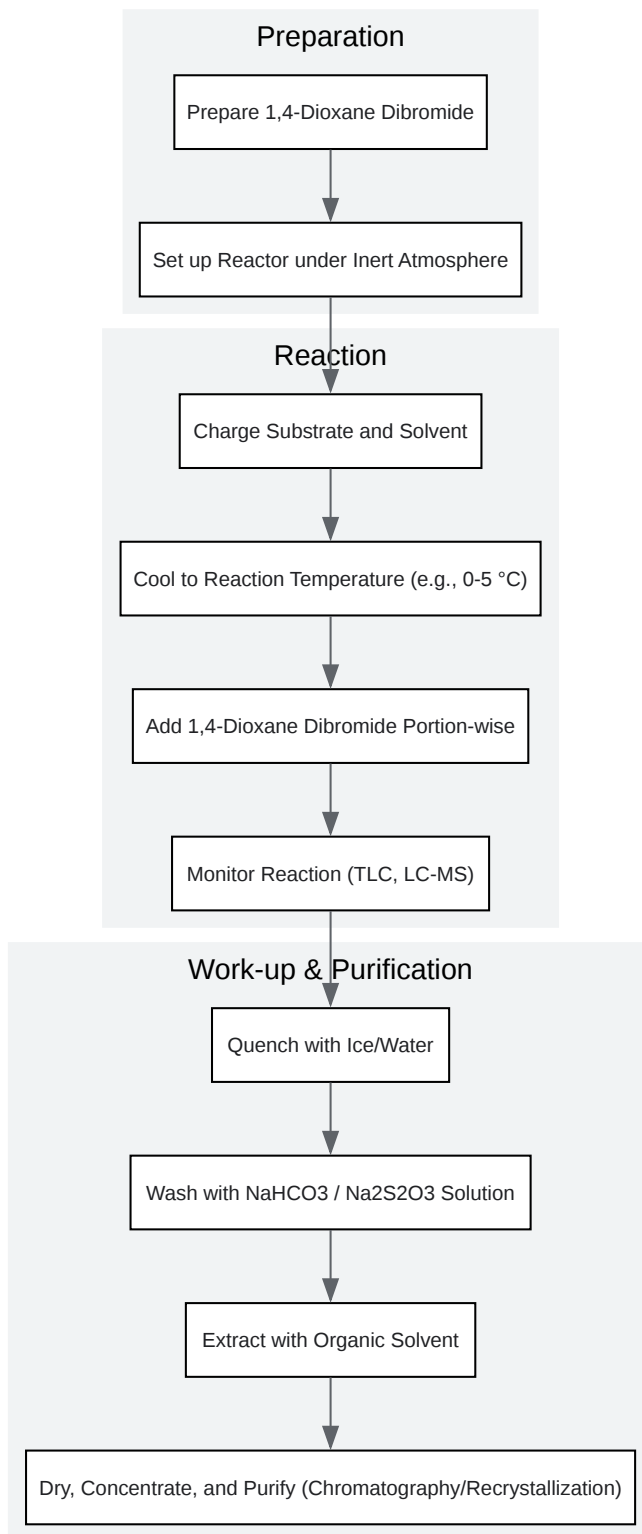 Preparation
Prepare 1,4-Dioxane Dibromide
Set up Reactor under Inert Atmosphere
Reaction
Charge Substrate and Solvent
Cool to Reaction Temperature (e.g., 0-5 °C)
Add 1,4-Dioxane Dibromide Portion-wise
Monitor Reaction (TLC, LC-MS)
Work-up & Purification
Quench with Ice/Water
Wash with NaHCO3 / Na2S2O3 Solution
Extract with Organic Solvent
Dry, Concentrate, and Purify (Chromatography/Recrystallization)